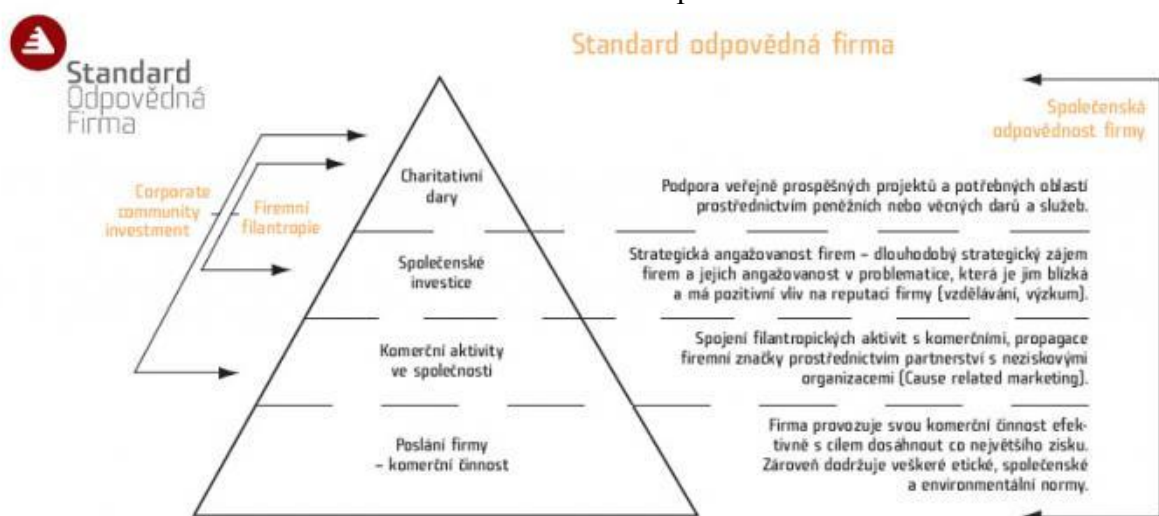 Standard odpovědná firma
Standard
Odpovědná
Firma
Společenská
odpovědnost firmy
Corporate
community
investment
Firemní
filantropie
Charitativní
dary
Podpora veřejně prospěšných projektů a potřebných oblastí
prostřednictvím peněžních nebo věcných darů a služeb.
Společenské
investice
Strategická angažovanost firem – dlouhodobý strategický zájem
firem a jejich angažovanost v problematice, která je jim blízká
a má pozitivní vliv na reputaci firmy (vzdělávání, výzkum).
Komerční aktivity
ve společnosti
Spojení filantropických aktivit s komerčními, propagace
firemní značky prostřednictvím partnerství s neziskovými
organizacemi (Cause related marketing).
Poslání firmy
– komerční činnost
Firma provozuje svou komerční činnost efek-
tivně s cílem dosáhnout co největšího zisku.
Zároveň dodržuje veškeré etické, společenské
a environmentální normy.